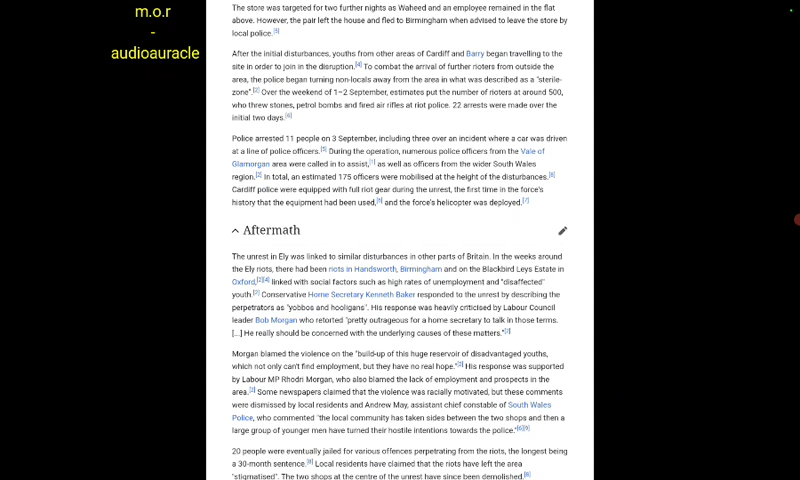 m.o.r
-
audioauracle
The store was targeted for two further nights as Waheed and an employee remained in the flat
above. However, the pair left the house and fled to Birmingham when advised to leave the store by
local police.[5]
After the initial disturbances, youths from other areas of Cardiff and Barry began travelling to the
site in order to join in the disruption.[4] To combat the arrival of further rioters from outside the
area, the police began turning non-locals away from the area in what was described as a "sterile-
zone".[2] Over the weekend of 1–2 September, estimates put the number of rioters at around 500,
who threw stones, petrol bombs and fired air rifles at riot police. 22 arrests were made over the
initial two days.[6]
Police arrested 11 people on 3 September, including three over an incident where a car was driven
at a line of police officers.[5] During the operation, numerous police officers from the Vale of
Glamorgan area were called in to assist,[1] as well as officers from the wider South Wales
region.[2] In total, an estimated 175 officers were mobilised at the height of the disturbances.[8]
Cardiff police were equipped with full riot gear during the unrest, the first time in the force's
history that the equipment had been used,[6] and the force's helicopter was deployed.[7]
Aftermath
The unrest in Ely was linked to similar disturbances in other parts of Britain. In the weeks around
the Ely riots, there had been riots in Handsworth, Birmingham and on the Blackbird Leys Estate in
Oxford,[2][4] linked with social factors such as high rates of unemployment and "disaffected"
youth.[2] Conservative Home Secretary Kenneth Baker responded to the unrest by describing the
perpetrators as "yobbos and hooligans". His response was heavily criticised by Labour Council
leader Bob Morgan who retorted "pretty outrageous for a home secretary to talk in those terms.
[...] He really should be concerned with the underlying causes of these matters."[2]
Morgan blamed the violence on the "build-up of this huge reservoir of disadvantaged youths,
which not only can't find employment, but they have no real hope."[2] His response was supported
by Labour MP Rhodri Morgan, who also blamed the lack of employment and prospects in the
area.[2] Some newspapers claimed that the violence was racially motivated, but these comments
were dismissed by local residents and Andrew May, assistant chief constable of South Wales
Police, who commented "the local community has taken sides between the two shops and then a
large group of younger men have turned their hostile intentions towards the police."[6][9]
20 people were eventually jailed for various offences perpetrating from the riots, the longest being
a 30-month sentence.[9] Local residents have claimed that the riots have left the area
"stigmatised". The two shops at the centre of the unrest have since been demolished.[8]